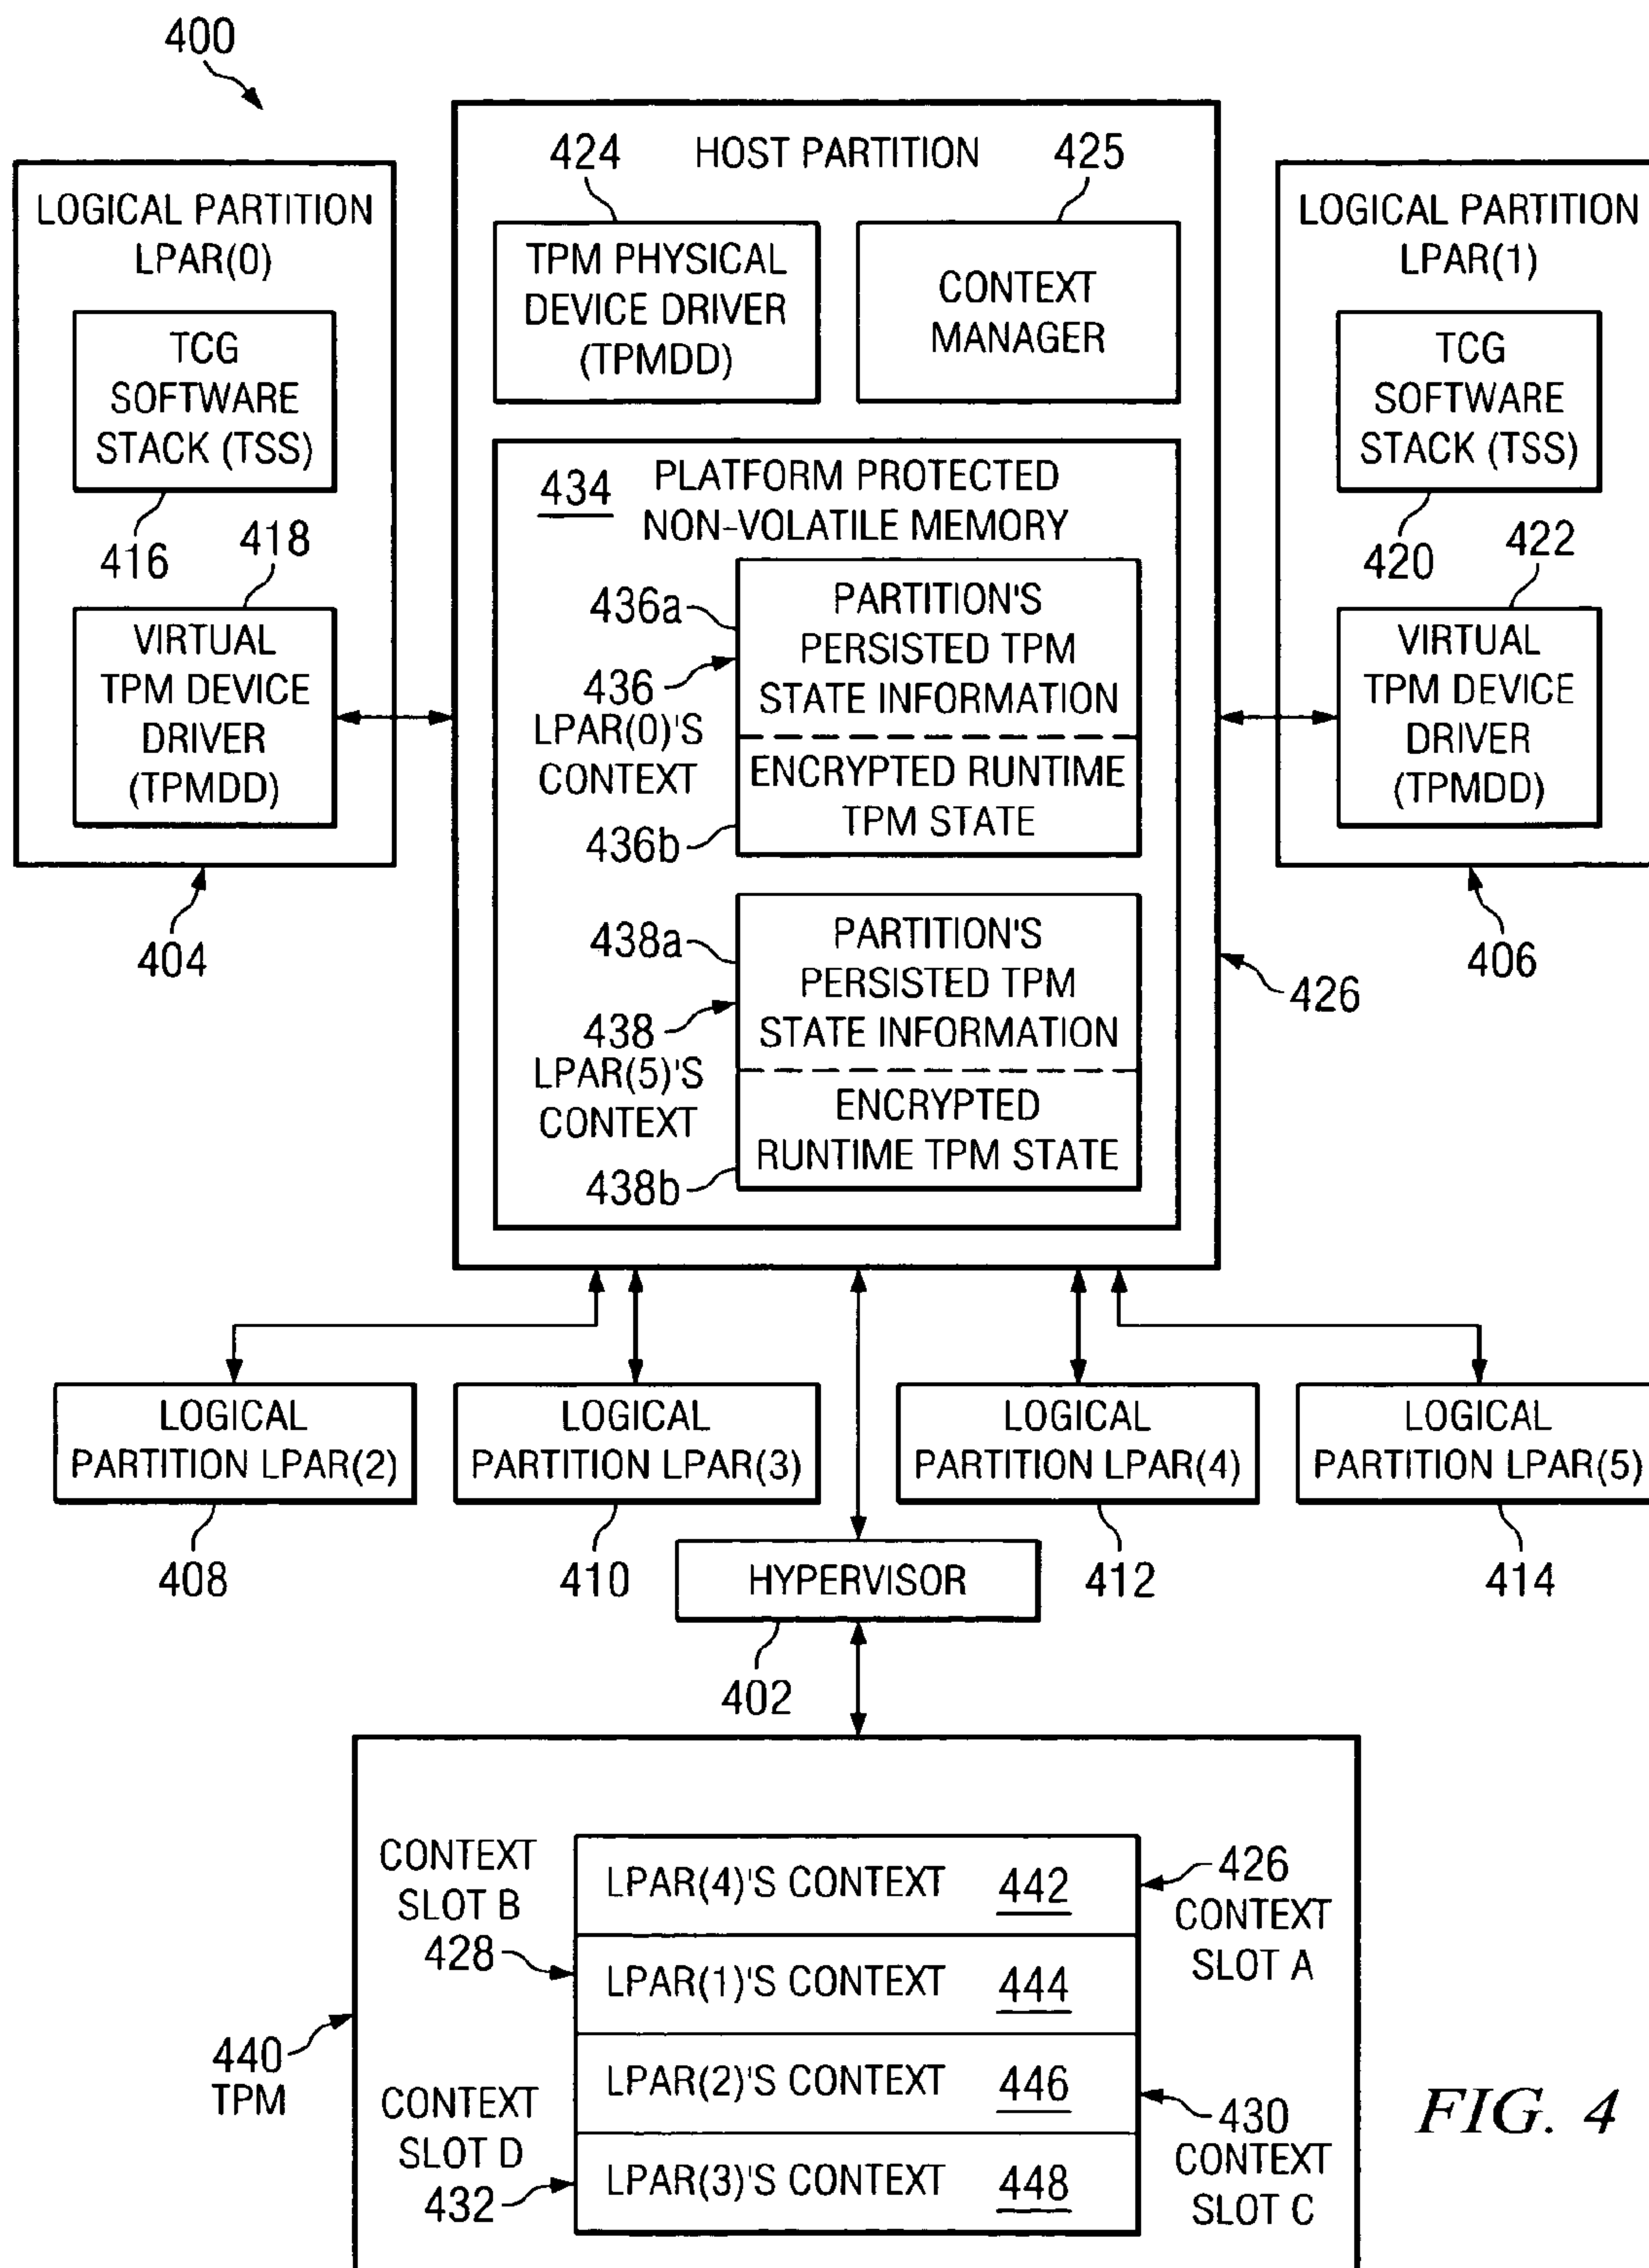 400
LOGICAL PARTITION
LPAR(0)
TCG
SOFTWARE
STACK (TSS)
416
418
VIRTUAL
TPM DEVICE
DRIVER
(TPMDD)
404
HOST PARTITION
424
425
TPM PHYSICAL
DEVICE DRIVER
(TPMDD)
CONTEXT
MANAGER
434
PLATFORM PROTECTED
NON-VOLATILE MEMORY
436a
436
LPAR(0)'S
CONTEXT
436b
PARTITION'S
PERSISTED TPM
STATE INFORMATION
ENCRYPTED RUNTIME
TPM STATE
438a
438
LPAR(5)'S
CONTEXT
438b
PARTITION'S
PERSISTED TPM
STATE INFORMATION
ENCRYPTED
RUNTIME TPM STATE
426
LOGICAL PARTITION
LPAR(1)
TCG
SOFTWARE
STACK (TSS)
420
422
VIRTUAL
TPM DEVICE
DRIVER
(TPMDD)
406
LOGICAL
PARTITION LPAR(2)
408
LOGICAL
PARTITION LPAR(3)
410
LOGICAL
PARTITION LPAR(4)
412
LOGICAL
PARTITION LPAR(5)
414
HYPERVISOR
402
CONTEXT
SLOT B
428
LPAR(4)'S CONTEXT 442
426
CONTEXT
SLOT A
LPAR(1)'S CONTEXT 444
440
TPM
CONTEXT
SLOT D
432
LPAR(2)'S CONTEXT 446
430
CONTEXT
SLOT C
LPAR(3)'S CONTEXT 448
FIG. 4